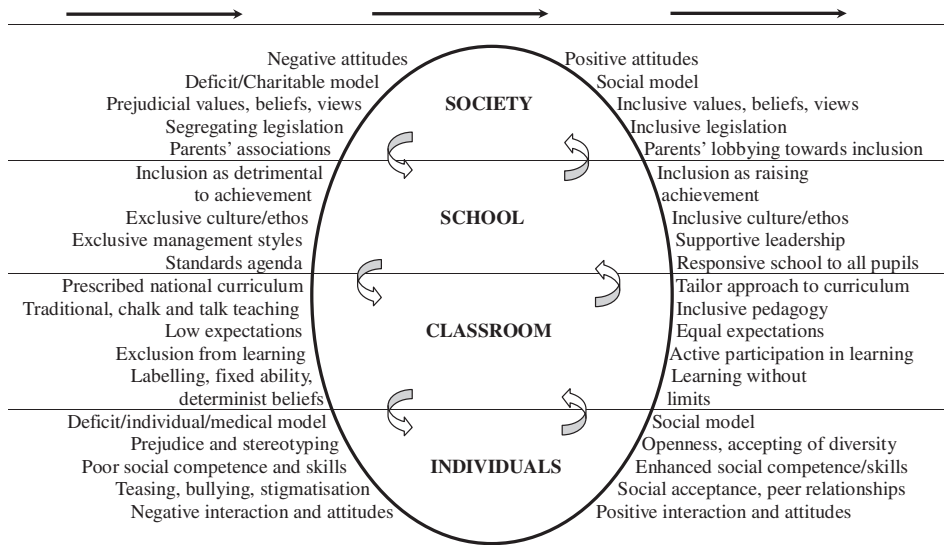 Negative attitudes
Deficit/Charitable model
Prejudicial values, beliefs, views
Segregating legislation
Parents' associations
SOCIETY
Positive attitudes
Social model
Inclusive values, beliefs, views
Inclusive legislation
Parents' lobbying towards inclusion
Inclusion as detrimental
to achievement
Exclusive culture/ethos
Exclusive management styles
Standards agenda
SCHOOL
Inclusion as raising
achievement
Inclusive culture/ethos
Supportive leadership
Responsive school to all pupils
Prescribed national curriculum
Traditional, chalk and talk teaching
Low expectations
Exclusion from learning
Labelling, fixed ability,
determinist beliefs
CLASSROOM
Tailor approach to curriculum
Inclusive pedagogy
Equal expectations
Active participation in learning
Learning without
limits
Deficit/individual/medical model
Prejudice and stereotyping
Poor social competence and skills
Teasing, bullying, stigmatisation
Negative interaction and attitudes
INDIVIDUALS
Social model
Openness, accepting of diversity
Enhanced social competence/skills
Social acceptance, peer relationships
Positive interaction and attitudes